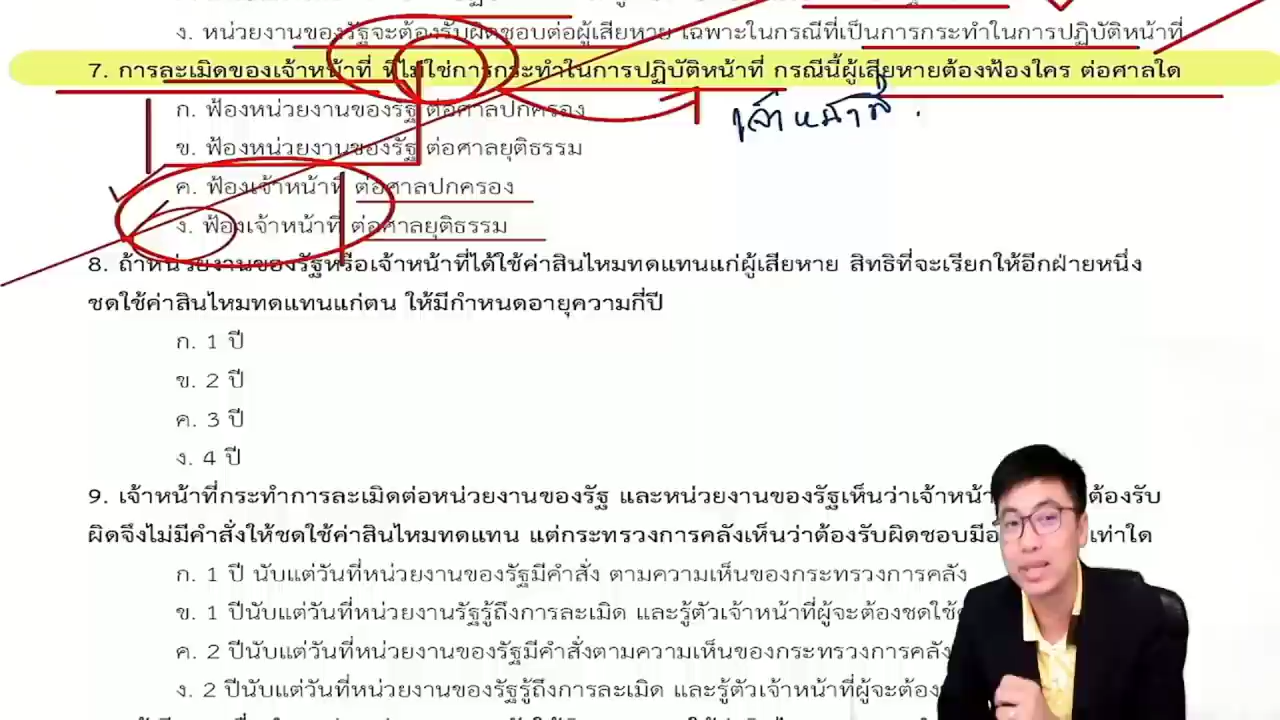 ง. หน่วยงานของรัฐจะต้องรับผิดชอบต่อผู้เสียหาย เฉพาะในกรณีที่เป็นการกระทำในการปฏิบัติหน้าที่
7. การละเมิดของเจ้าหน้าที่ ที่ไม่ใช่การกระทำในการปฏิบัติหน้าที่ กรณีนี้ผู้เสียหายต้องฟ้องใคร ต่อศาลใด
ก. ฟ้องหน่วยงานของรัฐ ต่อศาลปกครอง
เจ้าหน้าที่
ข. ฟ้องหน่วยงานของรัฐ ต่อศาลยุติธรรม
ค. ฟ้องเจ้าหน้าที่ ต่อศาลปกครอง
ง. ฟ้องเจ้าหน้าที่ ต่อศาลยุติธรรม
8. ถ้าหน่วยงานของรัฐหรือเจ้าหน้าที่ได้ใช้ค่าสินไหมทดแทนแก่ผู้เสียหาย สิทธิที่จะเรียกให้อีกฝ่ายหนึ่ง
ชดใช้ค่าสินไหมทดแทนแก่ตน ให้มีกำหนดอายุความกี่ปี
ก. 1 ปี
ข. 2 ปี
ค. 3 ปี
ง. 4 ปี
9. เจ้าหน้าที่กระทำการละเมิดต่อหน่วยงานของรัฐ และหน่วยงานของรัฐเห็นว่าเจ้าหน้า ต้องรับ
ผิดจึงไม่มีคำสั่งให้ชดใช้ค่าสินไหมทดแทน แต่กระทรวงการคลังเห็นว่าต้องรับผิดชอบมี เท่าใด
ก. 1 ปี นับแต่วันที่หน่วยงานของรัฐมีคำสั่ง ตามความเห็นของกระทรวงการคลัง
ข. 1 ปีนับแต่วันที่หน่วยงานรัฐรู้ถึงการละเมิด และรู้ตัวเจ้าหน้าที่ผู้จะต้องชดใช้
ค. 2 ปีนับแต่วันที่หน่วยงานของรัฐมีคำสั่งตามความเห็นของกระทรวงการคลัง
ง. 2 ปีนับแต่วันที่หน่วยงานของรัฐรู้ถึงการละเมิด และรู้ตัวเจ้าหน้าที่ผู้จะต้อง